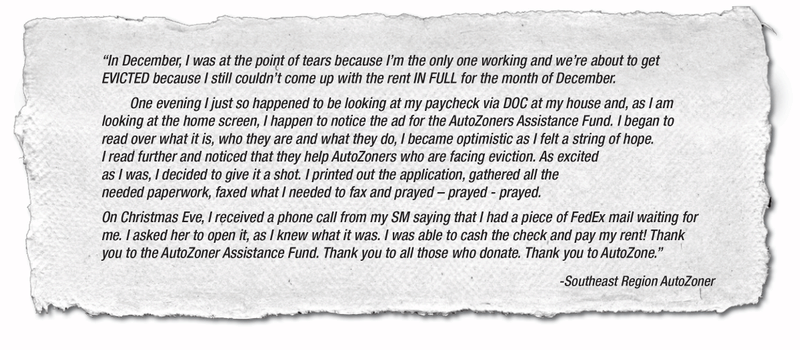 “In December, I was at the point of tears because I’m the only one working and we’re about to get
EVICTED because I still couldn’t come up with the rent IN FULL for the month of December.
One evening I just so happened to be looking at my paycheck via DOC at my house and, as I am
looking at the home screen, I happen to notice the ad for the AutoZoners Assistance Fund. I began to
read over what it is, who they are and what they do, I became optimistic as I felt a string of hope.
I read further and noticed that they help AutoZoners who are facing eviction. As excited
as I was, I decided to give it a shot. I printed out the application, gathered all the
needed paperwork, faxed what I needed to fax and prayed – prayed - prayed.
On Christmas Eve, I received a phone call from my SM saying that I had a piece of FedEx mail waiting for
me. I asked her to open it, as I knew what it was. I was able to cash the check and pay my rent! Thank
you to the AutoZoner Assistance Fund. Thank you to all those who donate. Thank you to AutoZone.”
-Southeast Region AutoZoner